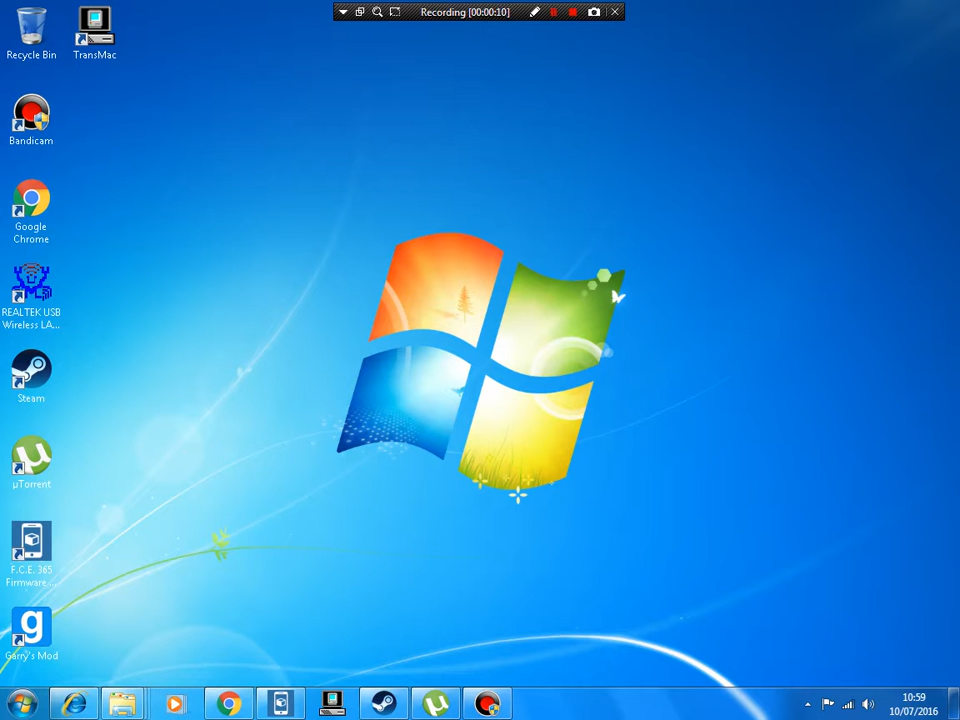 Recording [00:00:10]
Recycle Bin
TransMac
Bandicam
Google
Chrome
REALTEK USB
Wireless LA...
Steam
µTorrent
F.C.E. 365
Firmware ...
g
Garry's Mod
10:59
10/07/2016